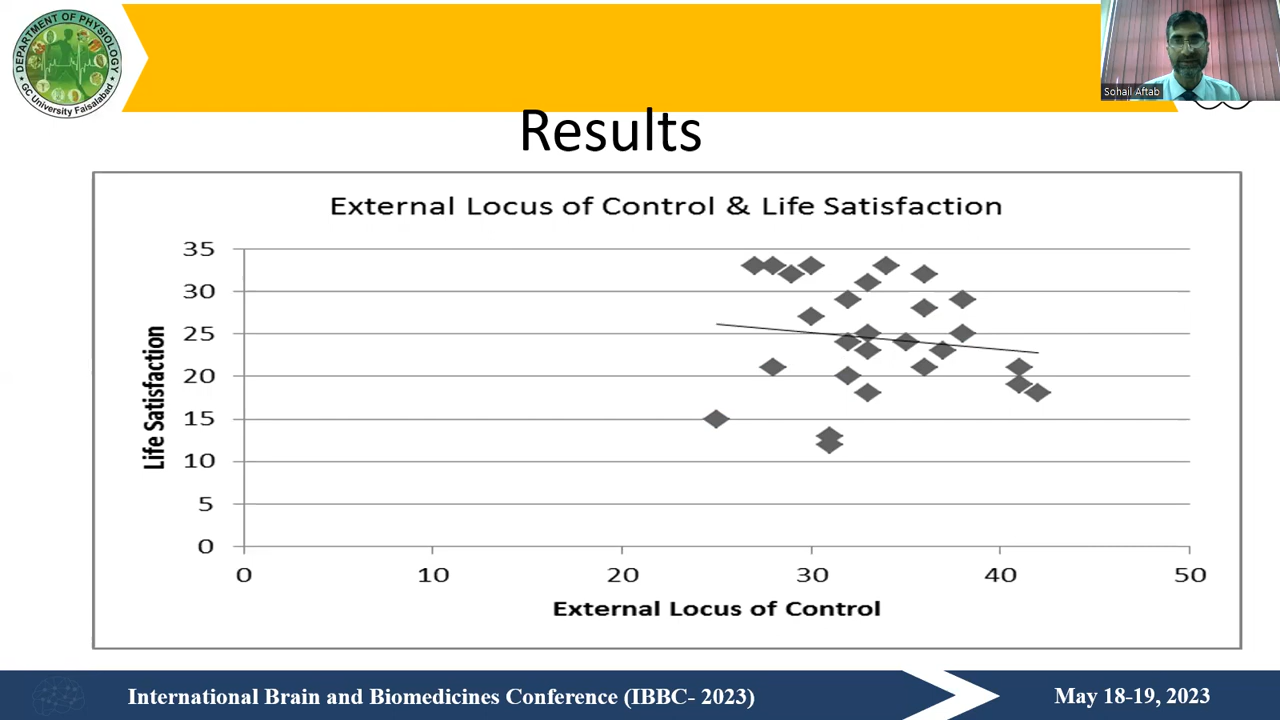 DEPARTMENT OF PHYSIOLOGY
GC University Faisalabad
Sohail Aftab
Results
External Locus of Control & Life Satisfaction
Life Satisfaction
35
30
25
20
15
10
5
0
0 10 20 30 40 50
External Locus of Control
International Brain and Biomedicines Conference (IBBC- 2023)
May 18-19, 2023